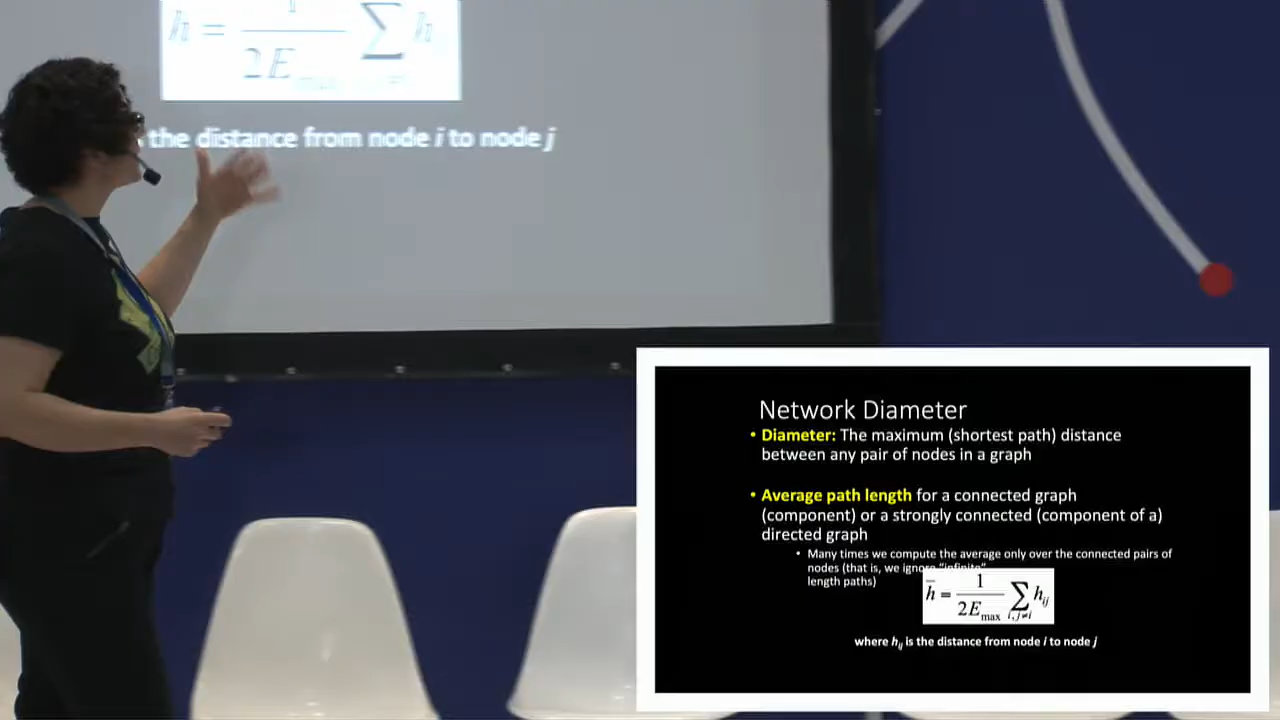 h = 1 / 2E ∑ h
the distance from node i to node j
Network Diameter
• Diameter: The maximum (shortest path) distance
between any pair of nodes in a graph
• Average path length for a connected graph
(component) or a strongly connected (component of a)
directed graph
• Many times we compute the average only over the connected pairs of
nodes (that is, we ignore "infinite"
length paths)
h̄ = 1 / 2E_max ∑_{i,j≠i} h_ij
where h_ij is the distance from node i to node j